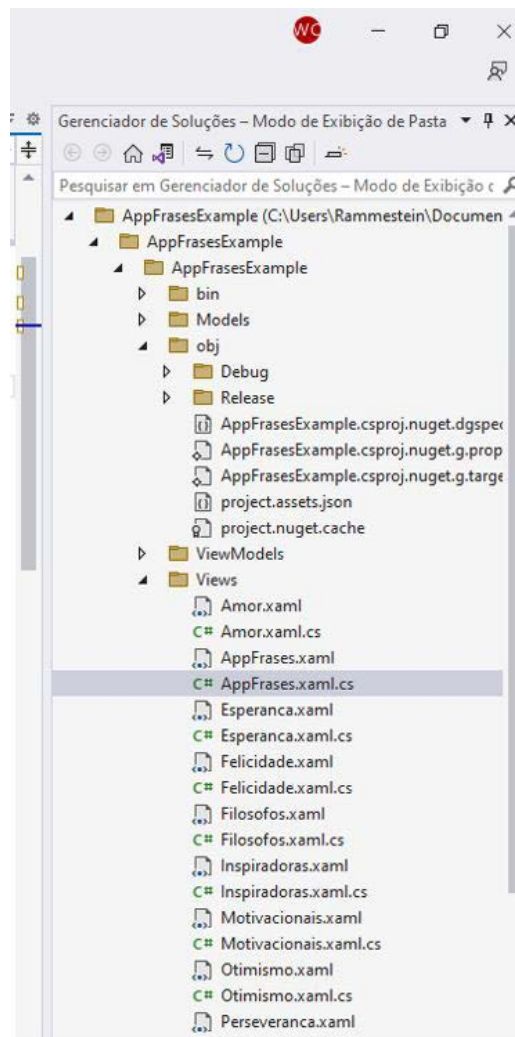 WC
Gerenciador de Soluções – Modo de Exibição de Pasta
Pesquisar em Gerenciador de Soluções – Modo de Exibição
AppFrasesExample (C:\Users\Rammestein\Documen
AppFrasesExample
AppFrasesExample
bin
Models
obj
Debug
Release
AppFrasesExample.csproj.nuget.dgspec
AppFrasesExample.csproj.nuget.g.prop
AppFrasesExample.csproj.nuget.g.targe
project.assets.json
project.nuget.cache
ViewModels
Views
Amor.xaml
C# Amor.xaml.cs
AppFrases.xaml
C# AppFrases.xaml.cs
Esperanca.xaml
C# Esperanca.xaml.cs
Felicidade.xaml
C# Felicidade.xaml.cs
Filosofos.xaml
C# Filosofos.xaml.cs
Inspiradoras.xaml
C# Inspiradoras.xaml.cs
Motivacionais.xaml
C# Motivacionais.xaml.cs
Otimismo.xaml
C# Otimismo.xaml.cs
Perseveranca.xaml